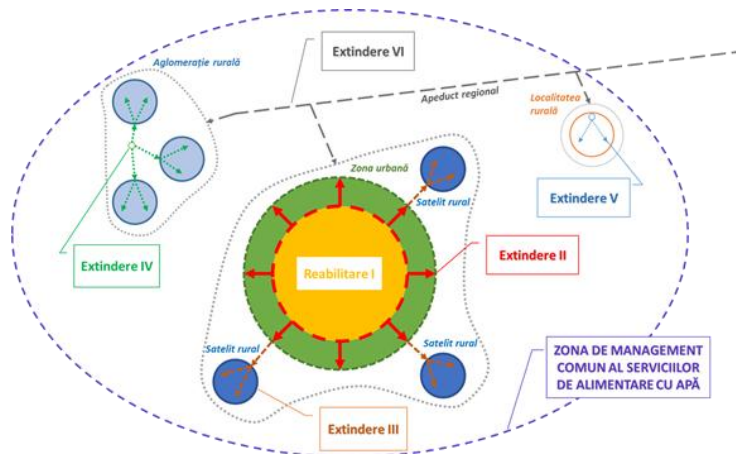 Aglomerație rurală
Extindere VI
Apeduct regional
Localitatea
rurală
Zona urbană
Satelit rural
Extindere V
Extindere IV
Reabilitare I
Extindere II
Satelit rural
Satelit rural
ZONA DE MANAGEMENT
COMUN AL SERVICIILOR
DE ALIMENTARE CU APĂ
Extindere III